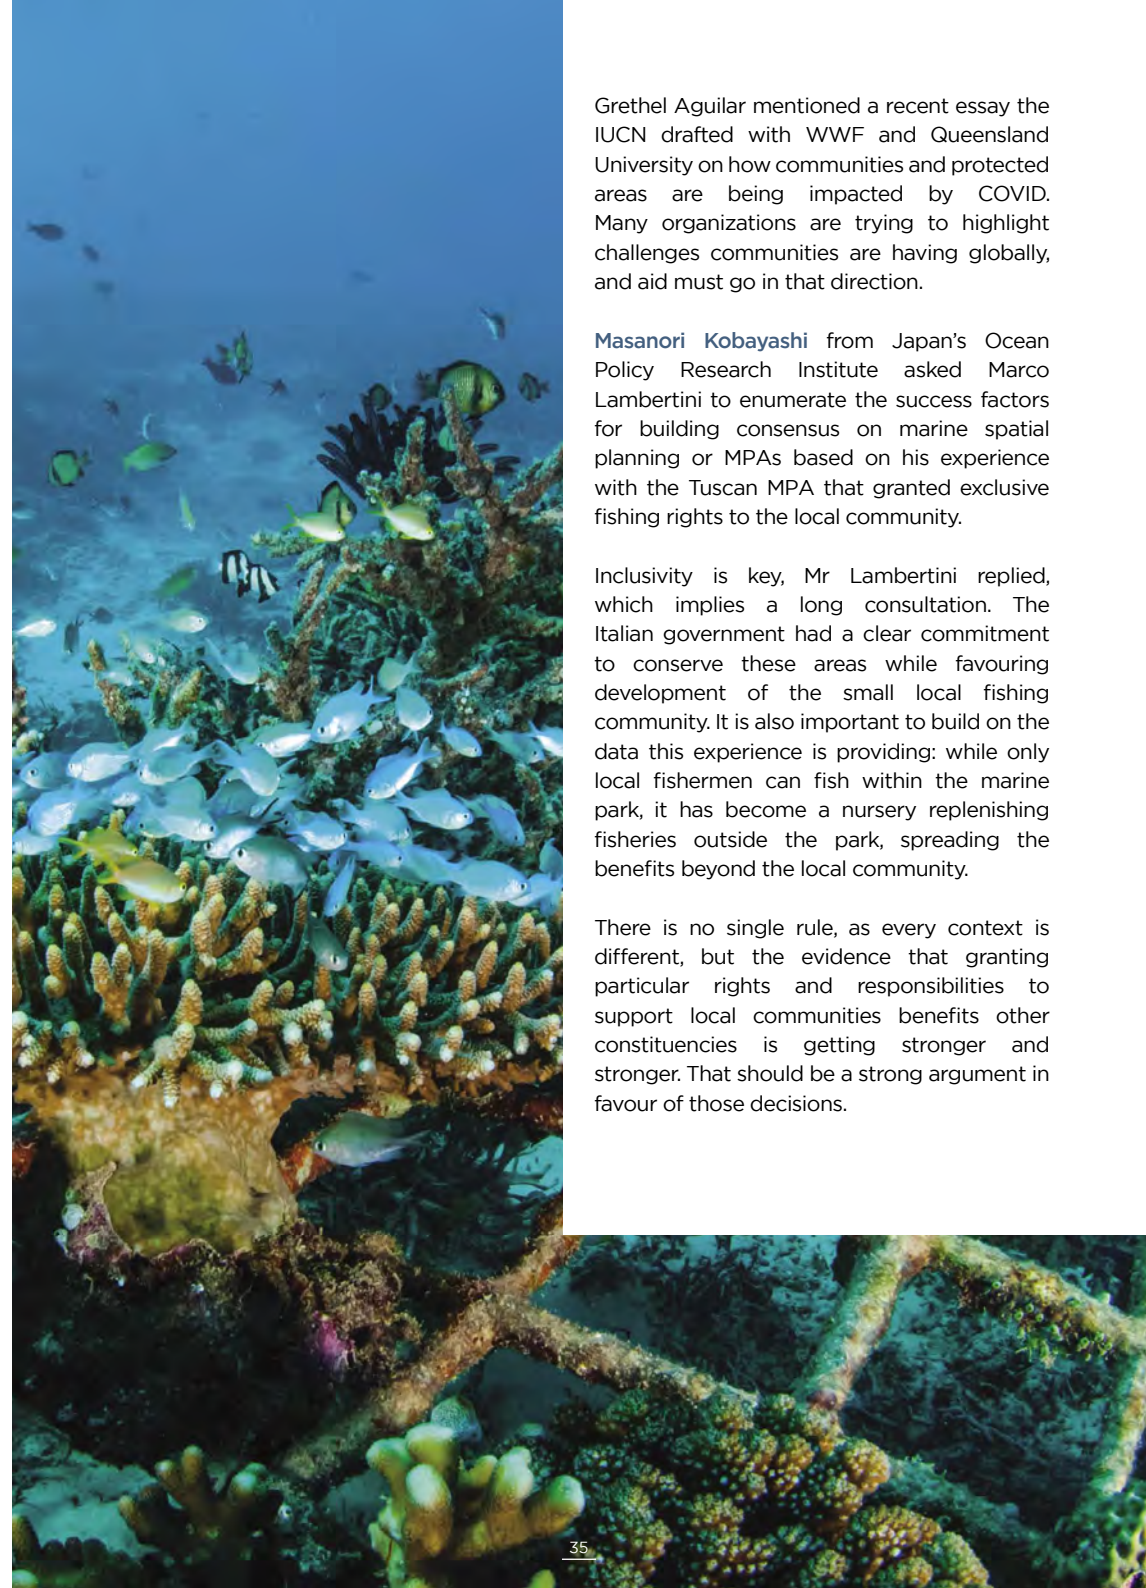 Grethel Aguilar mentioned a recent essay the
IUCN drafted with WWF and Queensland
University on how communities and protected
areas are being impacted by COVID.
Many organizations are trying to highlight
challenges communities are having globally,
and aid must go in that direction.
Masanori Kobayashi from Japan’s Ocean
Policy Research Institute asked Marco
Lambertini to enumerate the success factors
for building consensus on marine spatial
planning or MPAs based on his experience
with the Tuscan MPA that granted exclusive
fishing rights to the local community.
Inclusivity is key, Mr Lambertini replied,
which implies a long consultation. The
Italian government had a clear commitment
to conserve these areas while favouring
development of the small local fishing
community. It is also important to build on the
data this experience is providing: while only
local fishermen can fish within the marine
park, it has become a nursery replenishing
fisheries outside the park, spreading the
benefits beyond the local community.
There is no single rule, as every context is
different, but the evidence that granting
particular rights and responsibilities to
support local communities benefits other
constituencies is getting stronger and
stronger. That should be a strong argument in
favour of those decisions.
35